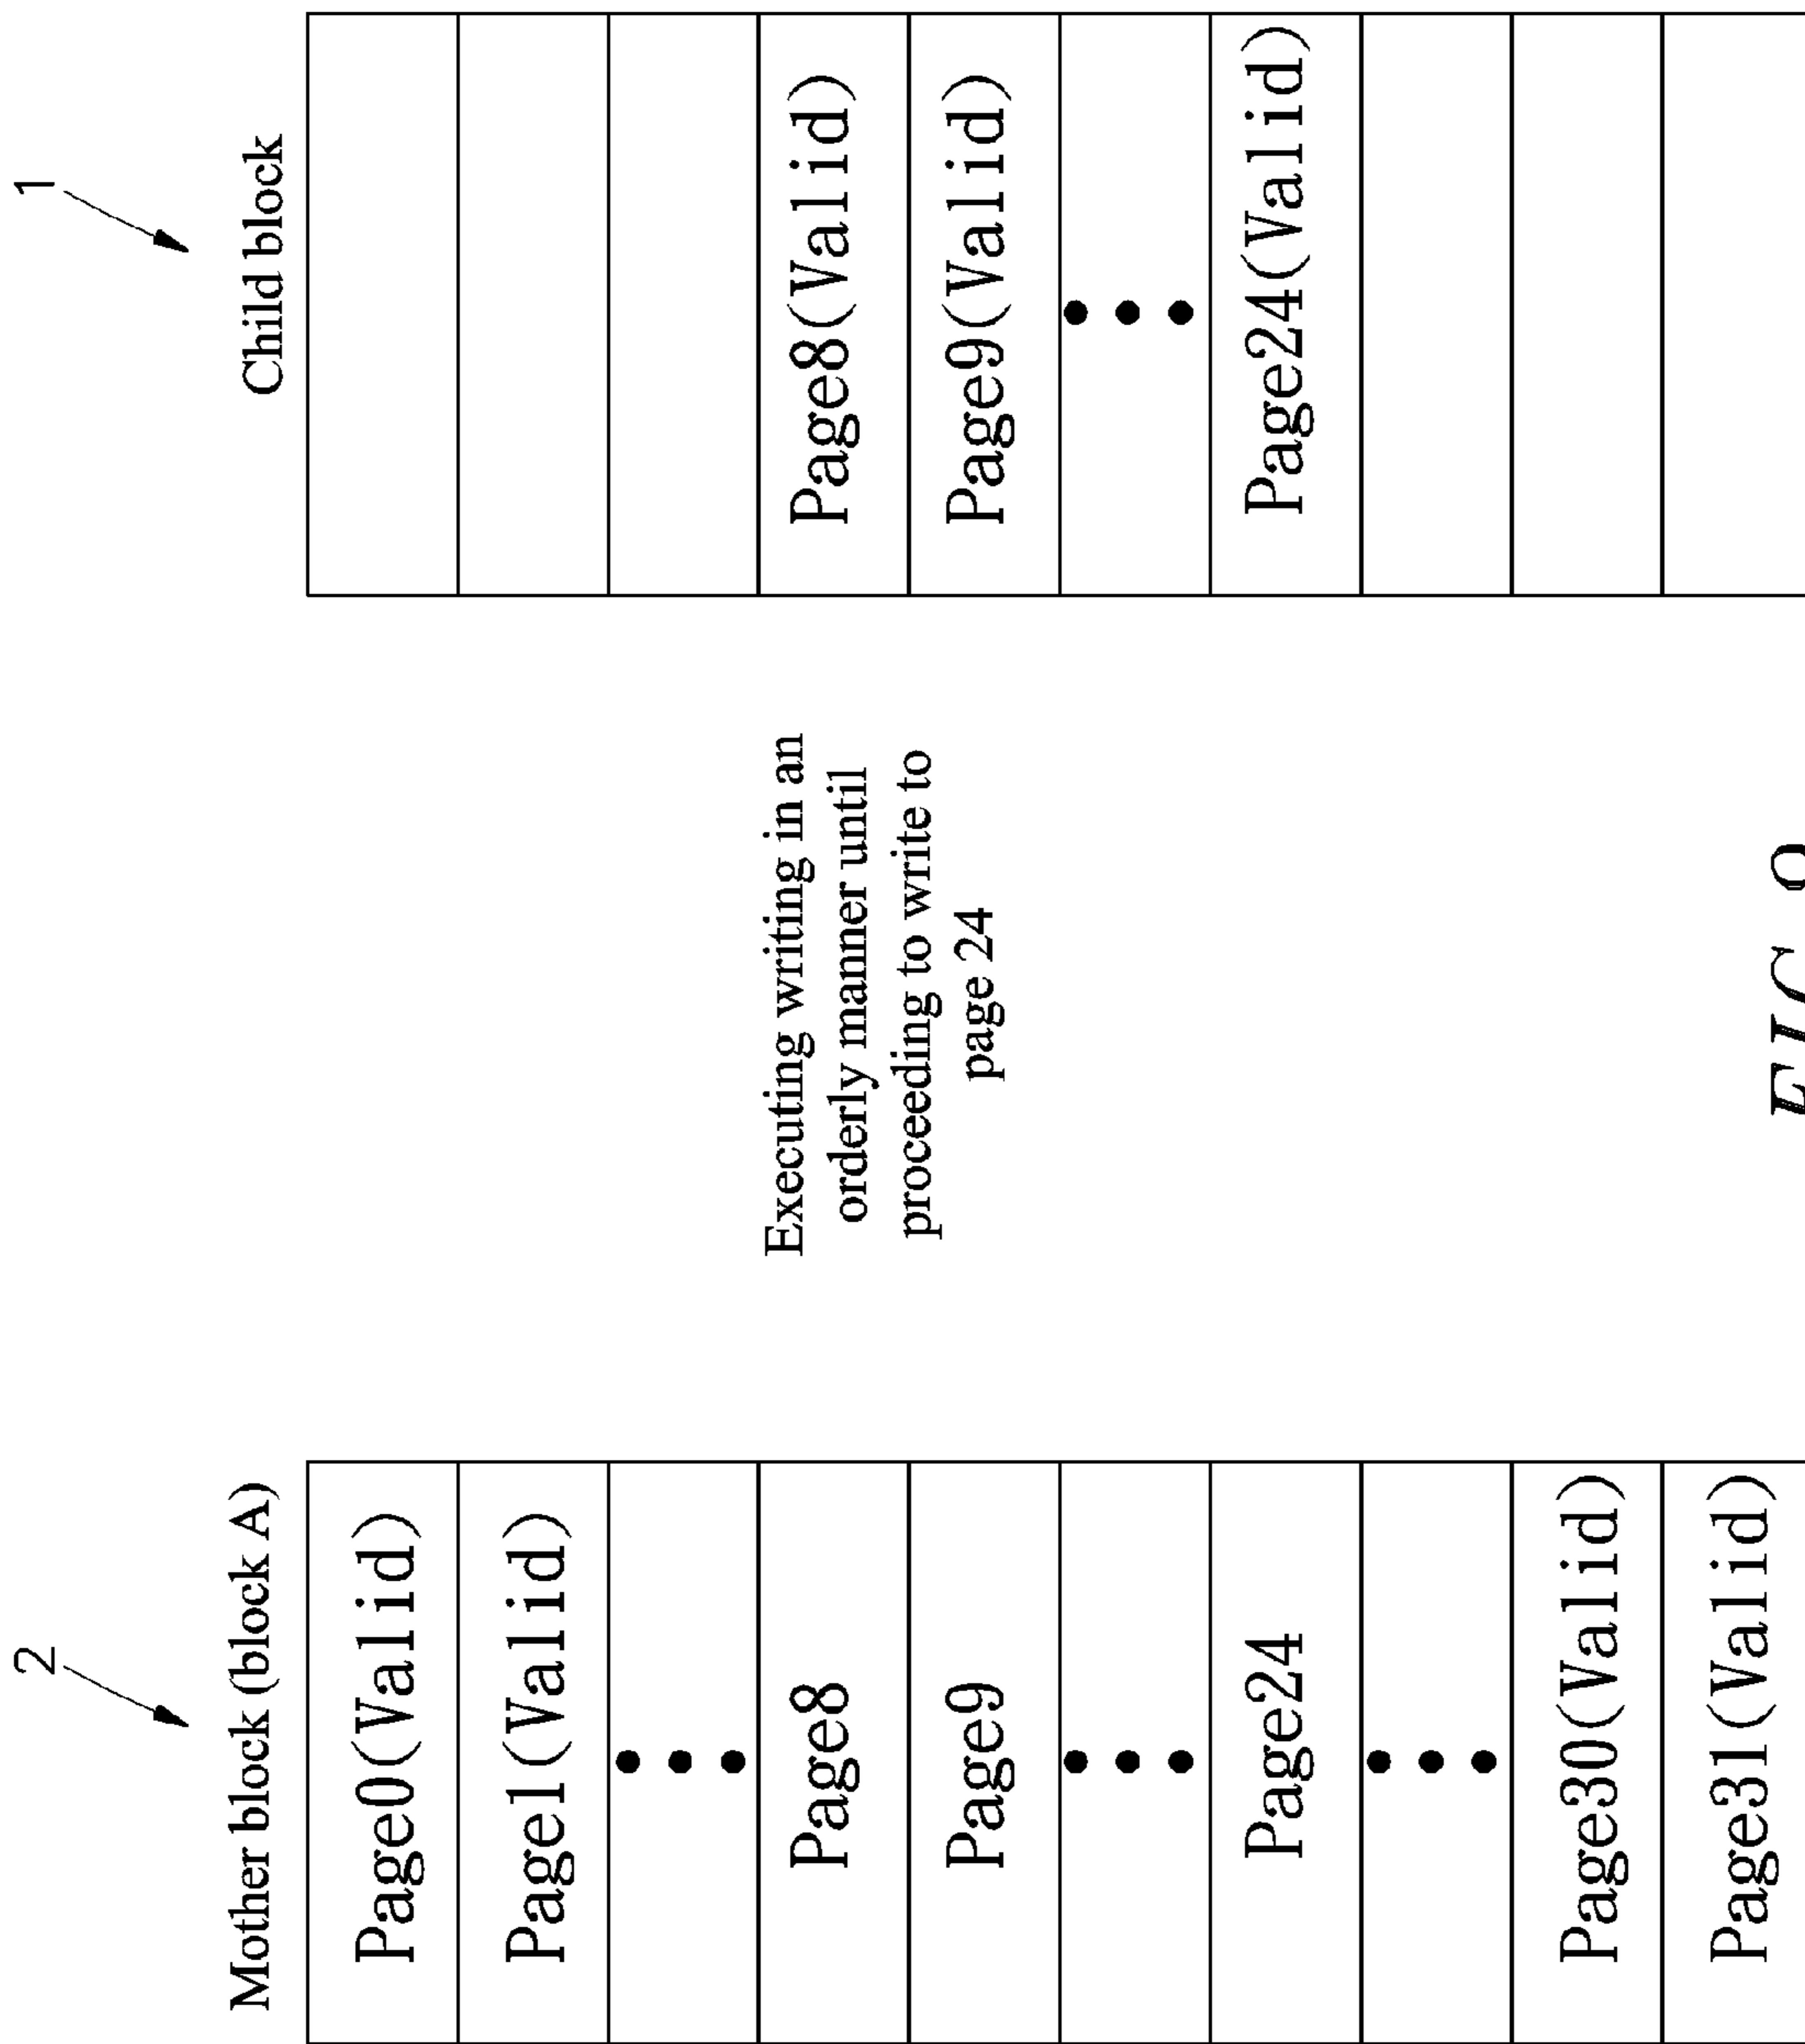 2
Mother block (block A)
Page0(Valid)
Page1(Valid)
Page8
Page9
Page24
Page30(Valid)
Page31(Valid)
Executing writing in an
orderly manner until
proceeding to write to
page 24
1
Child block
Page8(Valid)
Page9(Valid)
Page24(Valid)
FIG